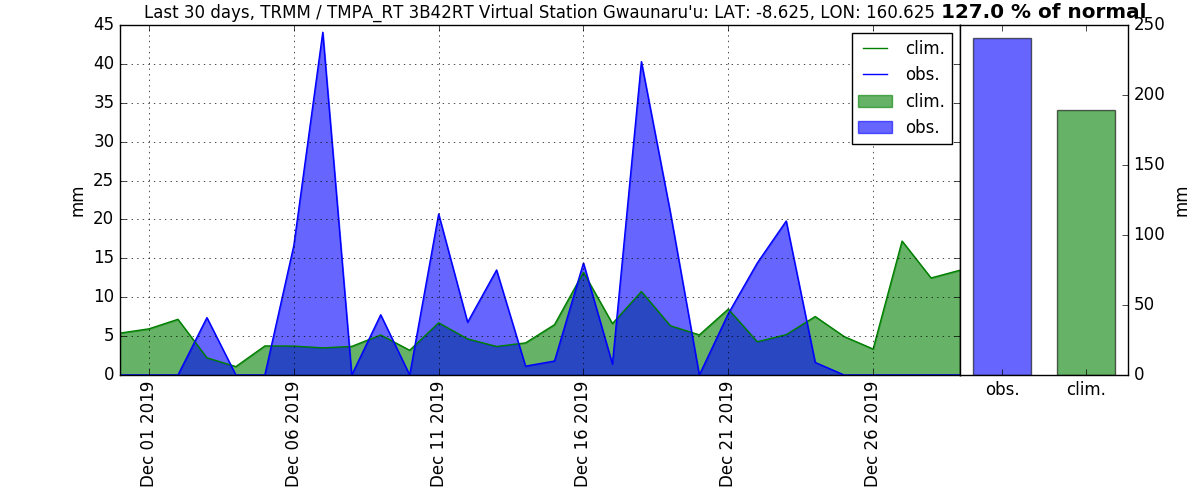 Last 30 days, TRMM / TMPA_RT 3B42RT Virtual Station Gwaunaru'u: LAT: -8.625, LON: 160.625 127.0 % of normal
45
40
35
30
25
20
15
10
5
0
mm
clim.
obs.
clim.
obs.
Dec 01 2019
Dec 06 2019
Dec 11 2019
Dec 16 2019
Dec 21 2019
Dec 26 2019
250
200
150
100
50
0
mm
obs.
clim.